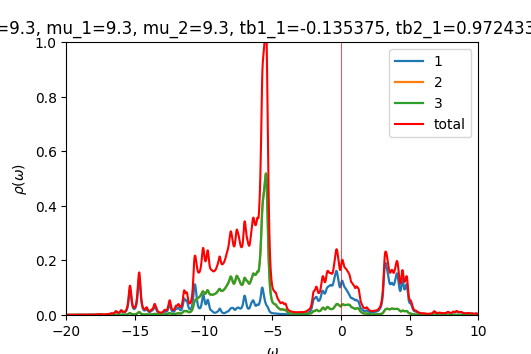 =9.3, mu_1=9.3, mu_2=9.3, tb1_1=-0.135375, tb2_1=0.972433
1.0
0.8
0.6
0.4
0.2
0.0
ρ(ω)
1
2
3
total
−20 −15 −10 −5 0 5 10
ω